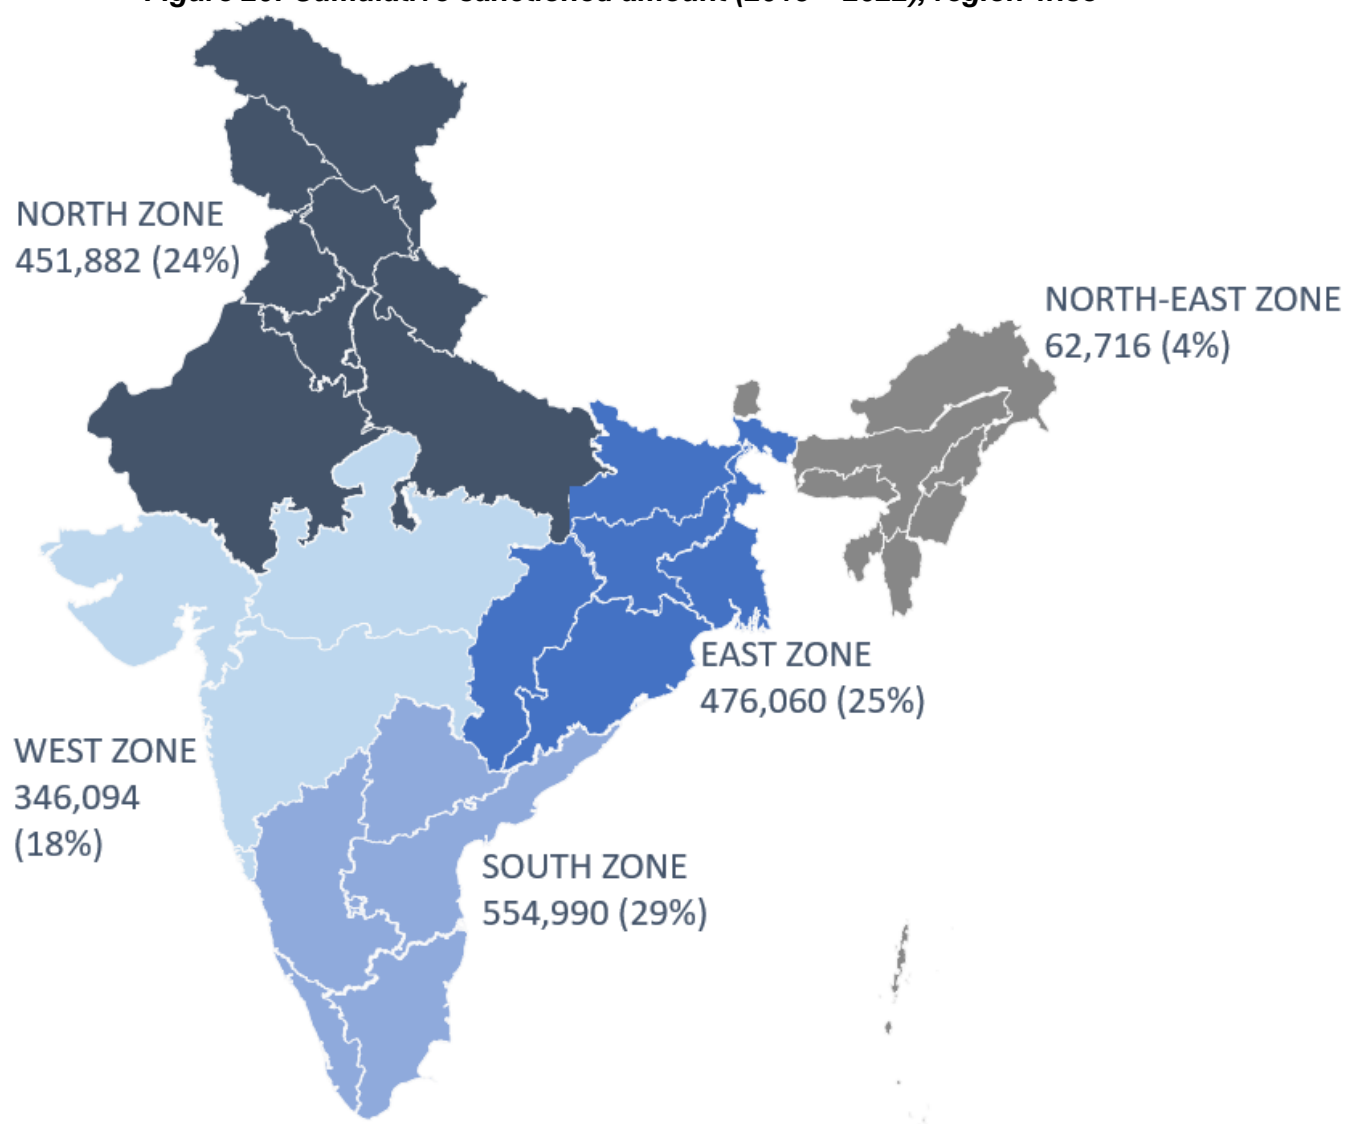 NORTH ZONE
451,882 (24%)
NORTH-EAST ZONE
62,716 (4%)
EAST ZONE
476,060 (25%)
WEST ZONE
346,094
(18%)
SOUTH ZONE
554,990 (29%)